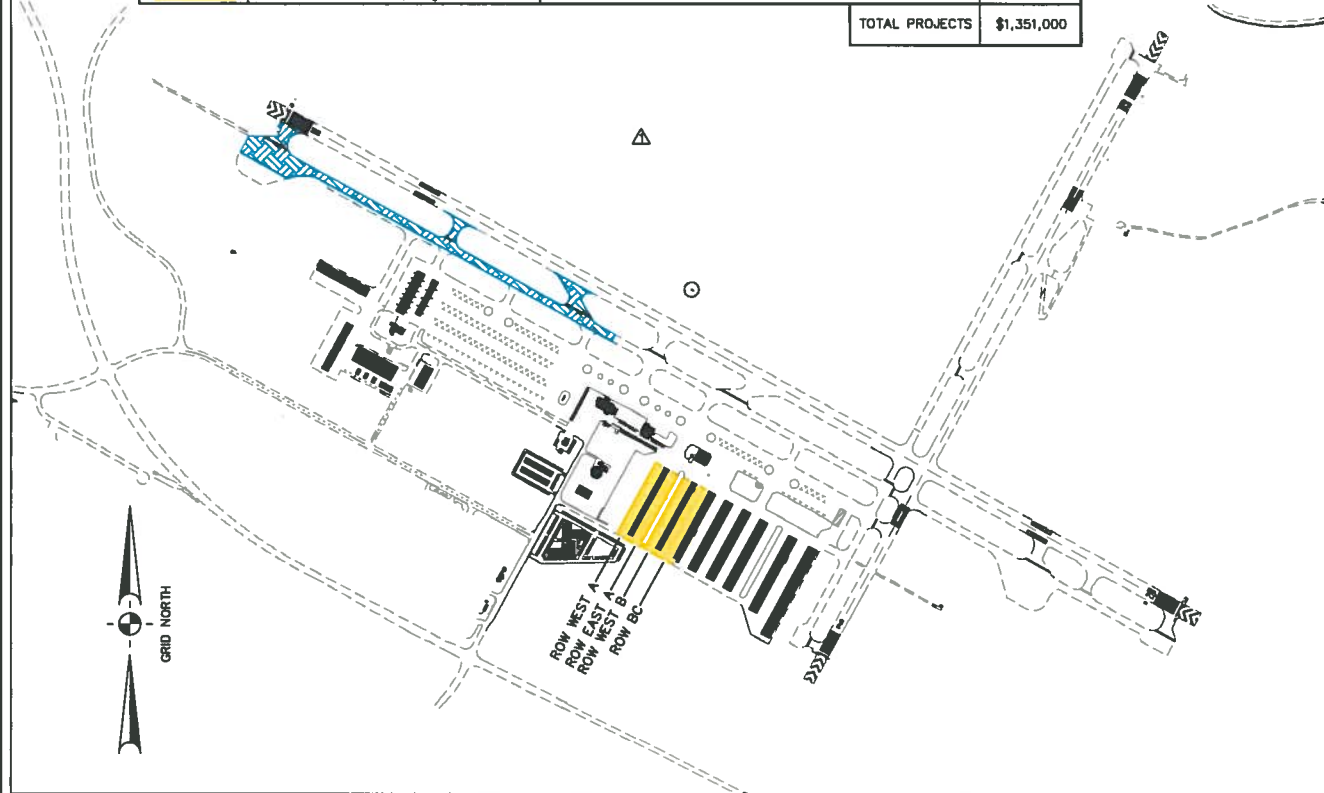 TOTAL PROJECTS $1,351,000
ROW WEST A
ROW EAST A
ROW WEST B
ROW BC
GRID NORTH